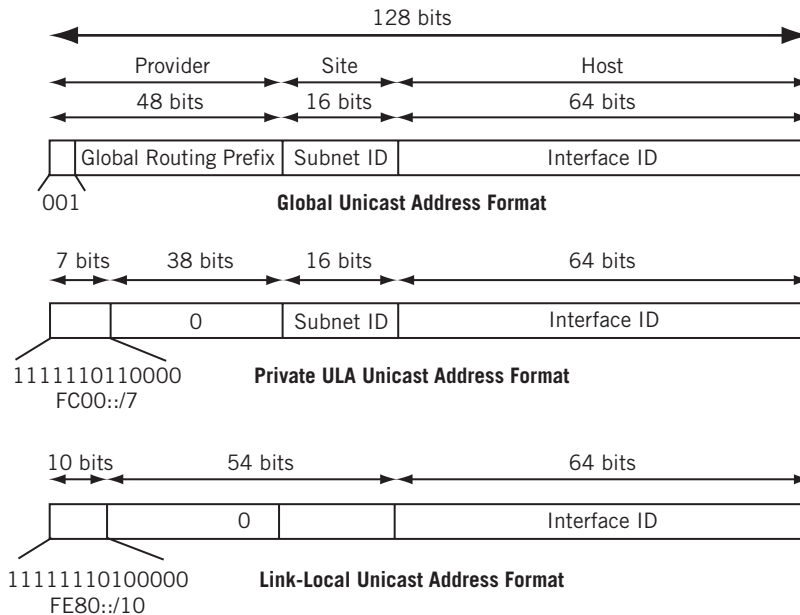 128 bits
Provider Site Host
48 bits 16 bits 64 bits
Global Routing Prefix Subnet ID Interface ID
001 Global Unicast Address Format
7 bits 38 bits 16 bits 64 bits
0 Subnet ID Interface ID
1111110110000 Private ULA Unicast Address Format
FC00::/7
10 bits 54 bits 64 bits
0 Interface ID
11111110100000 Link-Local Unicast Address Format
FE80::/10